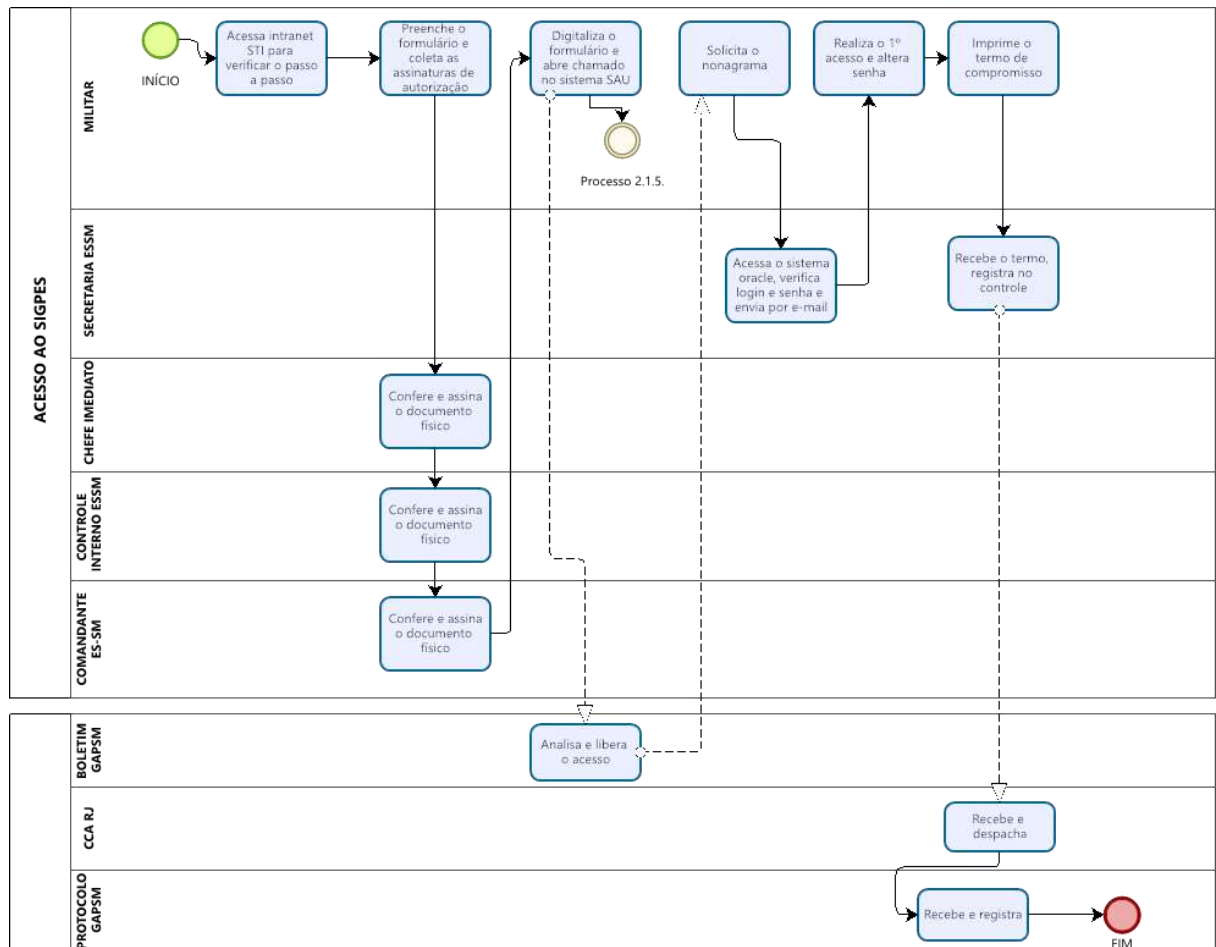 ACESSO AO SIGPES
MILITAR
INÍCIO
Acessa intranet
STI para
verificar o passo
a passo
Preenche o
formulário e
coleta as
assinaturas de
autorização
Digitaliza o
formulário e
abre chamado
no sistema SAU
Processo 2.1.5.
Solicita o
nonagrama
Realiza o 1º
acesso e altera
senha
Imprime o
termo de
compromisso
SECRETARIA ESSM
Acessa o sistema
oracle, verifica
login e senha e
envia por e-mail
Recebe o termo,
registra no
controle
CHEFE IMEDIATO
Confere e assina
o documento
físico
CONTROLE
INTERNO ESSM
Confere e assina
o documento
físico
COMANDANTE
ES-SM
Confere e assina
o documento
físico
BOLETIM
GAPSM
Analisa e libera
o acesso
CCA RJ
Recebe e
despacha
PROTOCOLO
GAPSM
Recebe e registra
FIM